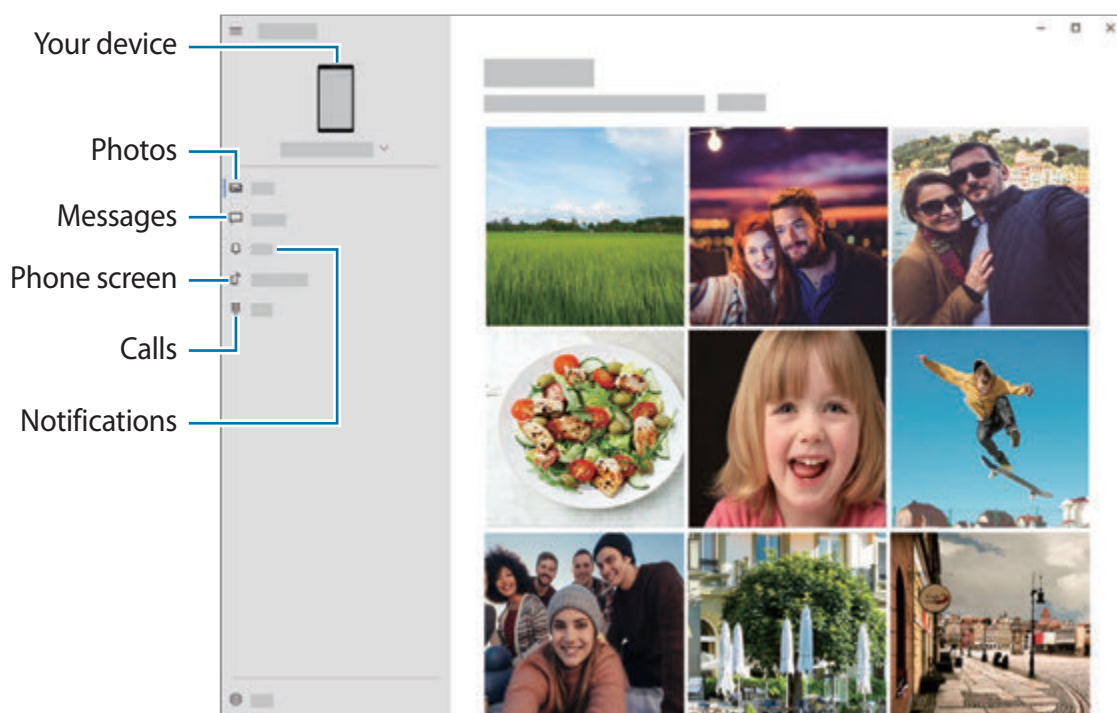 Your device
Photos
Messages
Phone screen
Calls
Notifications